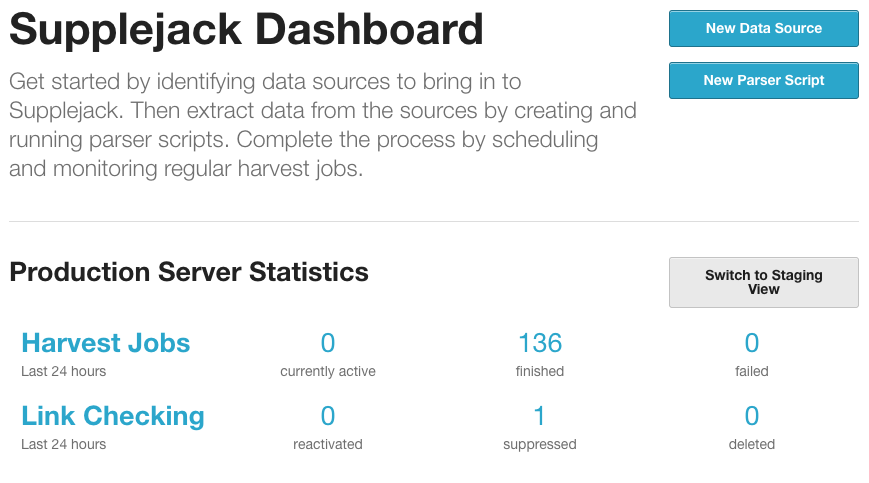 Supplejack Dashboard
New Data Source
New Parser Script
Get started by identifying data sources to bring in to
Supplejack. Then extract data from the sources by creating and
running parser scripts. Complete the process by scheduling
and monitoring regular harvest jobs.
Production Server Statistics
Switch to Staging
View
Harvest Jobs 0 136 0
Last 24 hours currently active finished failed
Link Checking 0 1 0
Last 24 hours reactivated suppressed deleted